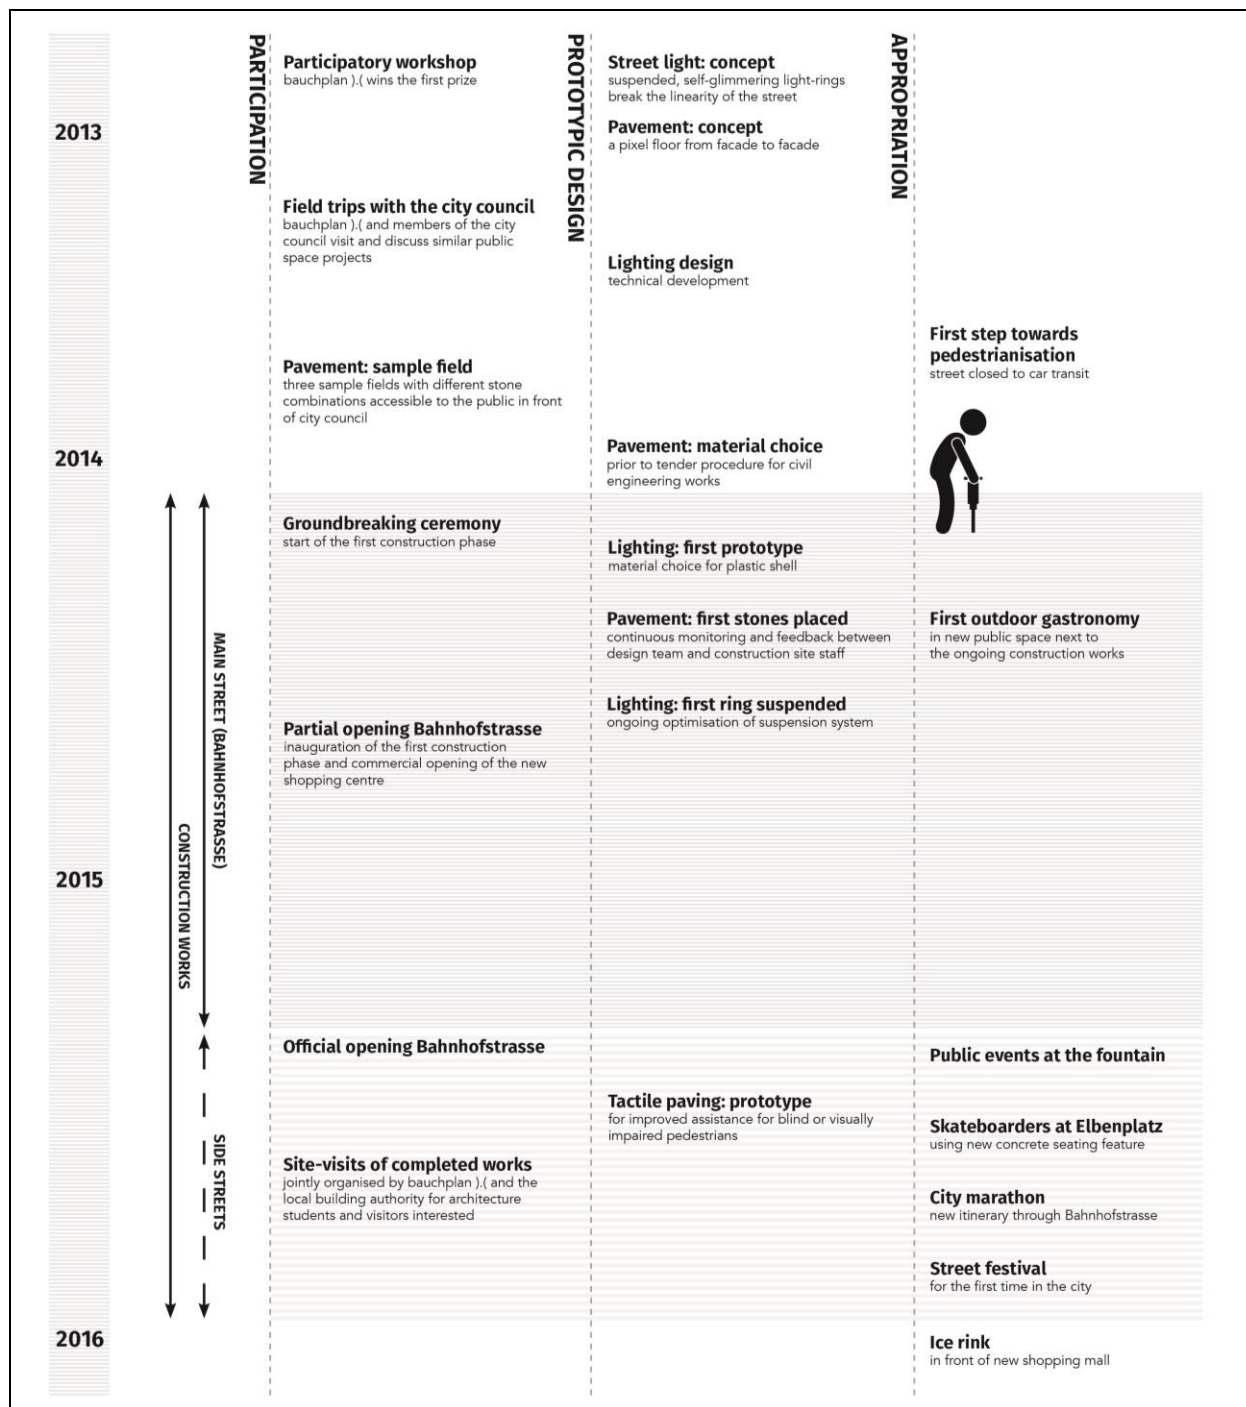 PARTICIPATION
Participatory workshop
bauchplan ).( wins the first prize
Field trips with the city council
bauchplan ).( and members of the city
council visit and discuss similar public
space projects
Pavement: sample field
three sample fields with different stone
combinations accessible to the public in front
of city council
Groundbreaking ceremony
start of the first construction phase
Partial opening Bahnhofstrasse
inauguration of the first construction
phase and commercial opening of the new
shopping centre
Official opening Bahnhofstrasse
Site-visits of completed works
jointly organised by bauchplan ).( and the
local building authority for architecture
students and visitors interested
PROTOTYPIC DESIGN
Street light: concept
suspended, self-glimmering light-rings
break the linearity of the street
Pavement: concept
a pixel floor from facade to facade
Lighting design
technical development
Pavement: material choice
prior to tender procedure for civil
engineering works
Lighting: first prototype
material choice for plastic shell
Pavement: first stones placed
continuous monitoring and feedback between
design team and construction site staff
Lighting: first ring suspended
ongoing optimisation of suspension system
Tactile paving: prototype
for improved assistance for blind or visually
impaired pedestrians
APPROPRIATION
First step towards
pedestrianisation
street closed to car transit
First outdoor gastronomy
in new public space next to
the ongoing construction works
Public events at the fountain
Skateboarders at Elbenplatz
using new concrete seating feature
City marathon
new itinerary through Bahnhofstrasse
Street festival
for the first time in the city
Ice rink
in front of new shopping mall
2013
2014
2015
2016
CONSTRUCTION WORKS
MAIN STREET (BAHNHOFSTRASSE)
SIDE STREETS